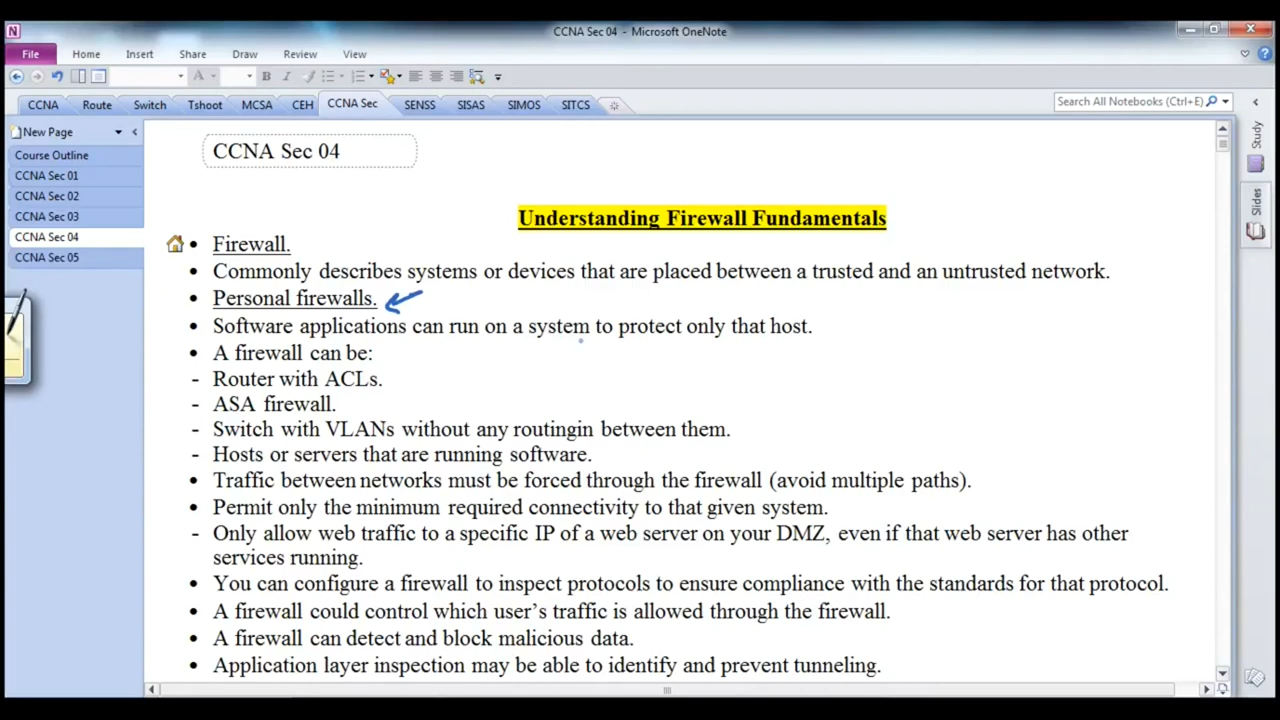 CCNA Sec 04 - Microsoft OneNote
File Home Insert Share Draw Review View
CCNA Route Switch Tshoot MCSA CEH CCNA Sec SENSS SISAS SIMOS SITCS Search All Notebooks (Ctrl+E)
New Page
Course Outline
CCNA Sec 01
CCNA Sec 02
CCNA Sec 03
CCNA Sec 04
CCNA Sec 05
CCNA Sec 04
Understanding Firewall Fundamentals
• Firewall.
• Commonly describes systems or devices that are placed between a trusted and an untrusted network.
• Personal firewalls.
• Software applications can run on a system to protect only that host.
• A firewall can be:
- Router with ACLs.
- ASA firewall.
- Switch with VLANs without any routingin between them.
- Hosts or servers that are running software.
• Traffic between networks must be forced through the firewall (avoid multiple paths).
• Permit only the minimum required connectivity to that given system.
- Only allow web traffic to a specific IP of a web server on your DMZ, even if that web server has other
services running.
• You can configure a firewall to inspect protocols to ensure compliance with the standards for that protocol.
• A firewall could control which user's traffic is allowed through the firewall.
• A firewall can detect and block malicious data.
• Application layer inspection may be able to identify and prevent tunneling.
Study
Slides